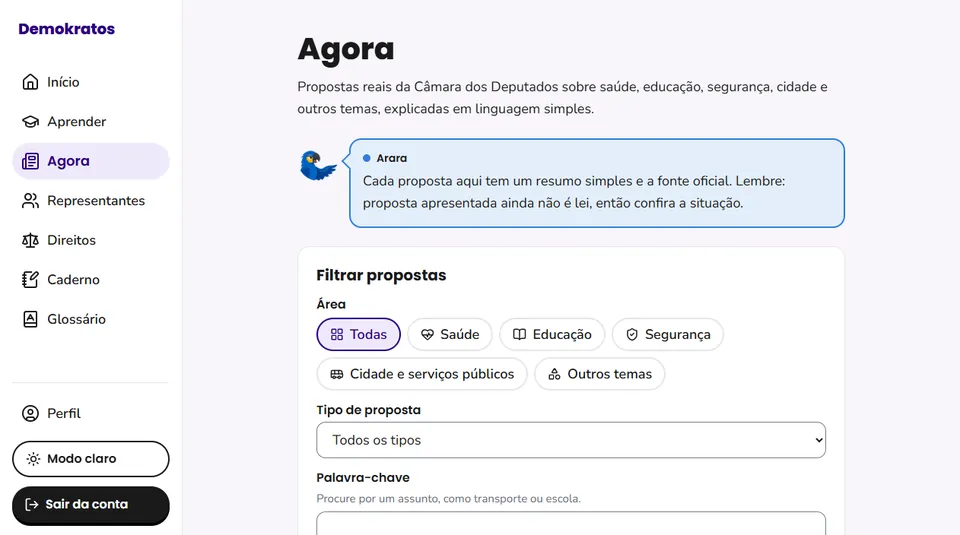 Demokratos
Início
Aprender
Agora
Representantes
Direitos
Caderno
Glossário
Perfil
Modo claro
Sair da conta
Agora
Propostas reais da Câmara dos Deputados sobre saúde, educação, segurança, cidade e
outros temas, explicadas em linguagem simples.
Arara
Cada proposta aqui tem um resumo simples e a fonte oficial. Lembre:
proposta apresentada ainda não é lei, então confira a situação.
Filtrar propostas
Área
Todas
Saúde
Educação
Segurança
Cidade e serviços públicos
Outros temas
Tipo de proposta
Todos os tipos
Palavra-chave
Procure por um assunto, como transporte ou escola.